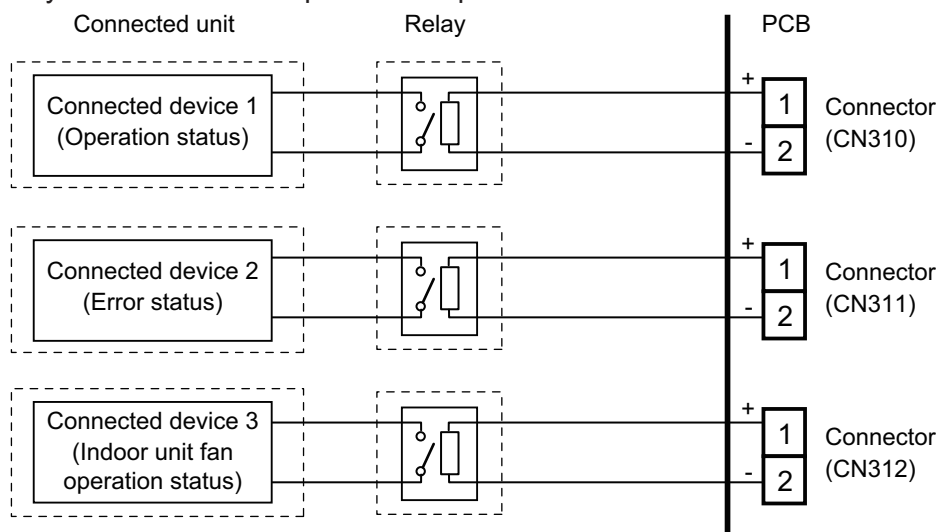 Connected unit
Relay
PCB
Connected device 1
(Operation status)
+
1
-
2
Connector
(CN310)
Connected device 2
(Error status)
+
1
-
2
Connector
(CN311)
Connected device 3
(Indoor unit fan
operation status)
+
1
-
2
Connector
(CN312)